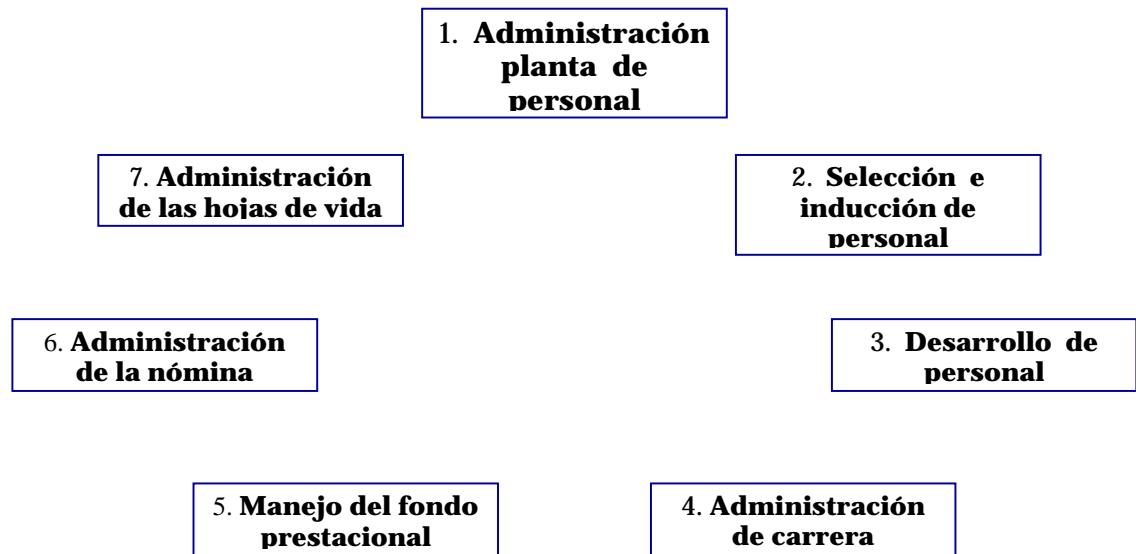 1. Administración
planta de
personal
7. Administración
de las hojas de vida
2. Selección e
inducción de
personal
6. Administración
de la nómina
3. Desarrollo de
personal
5. Manejo del fondo
prestacional
4. Administración
de carrera